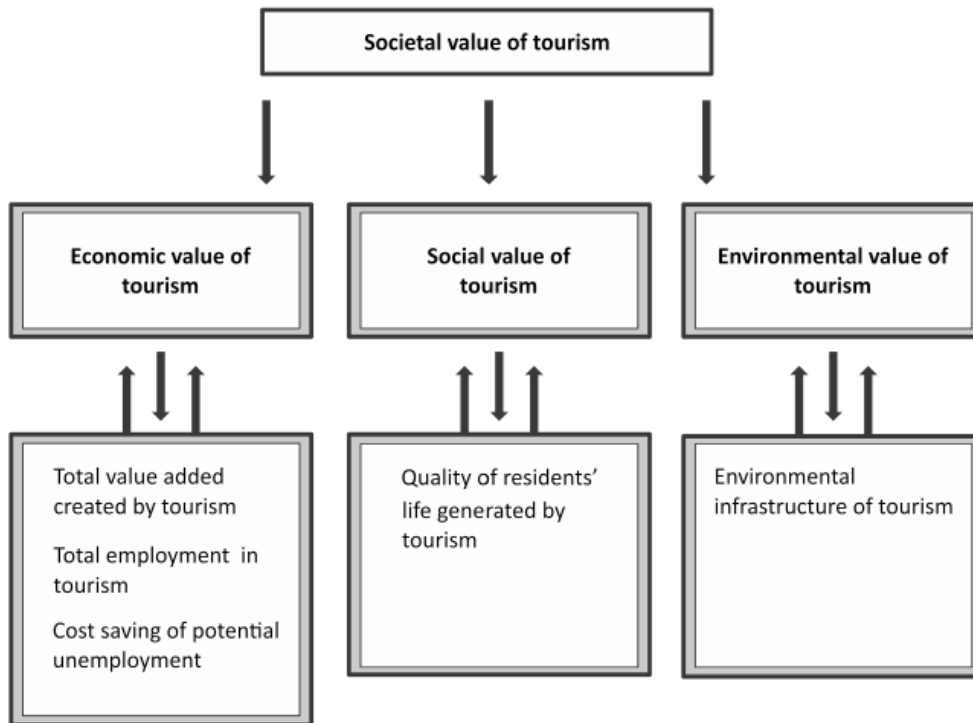 Societal value of tourism
Economic value of
tourism
Social value of
tourism
Environmental value of
tourism
Total value added
created by tourism
Total employment in
tourism
Cost saving of potential
unemployment
Quality of residents’
life generated by
tourism
Environmental
infrastructure of tourism